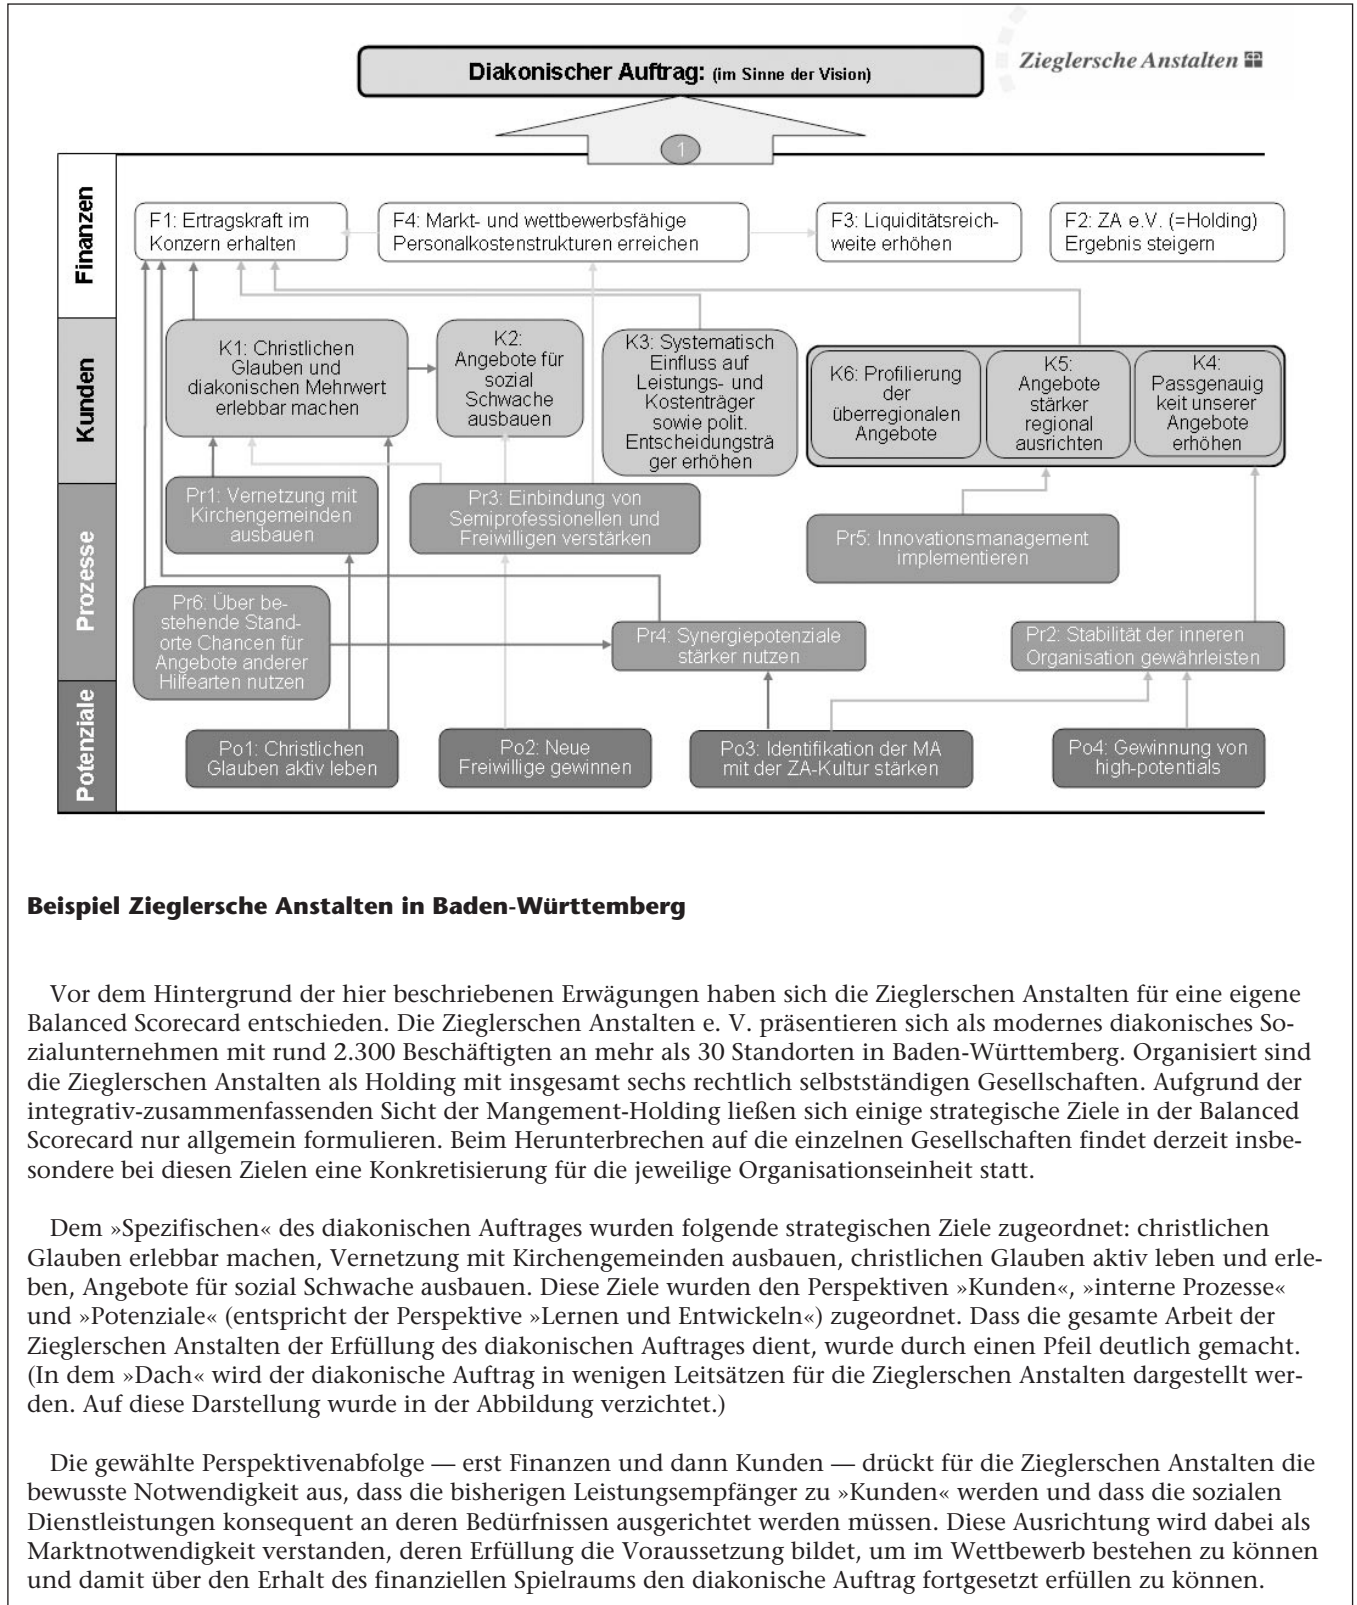 Diakonischer Auftrag: (im Sinne der Vision)
Zieglersche Anstalten
1
Finanzen
F1: Ertragskraft im
Konzern erhalten
F4: Markt- und wettbewerbsfähige
Personalkostenstrukturen erreichen
F3: Liquiditätsreich-
weite erhöhen
F2: ZA e.V. (=Holding)
Ergebnis steigern
Kunden
K1: Christlichen
Glauben und
diakonischen Mehrwert
erlebbar machen
K2:
Angebote für
sozial
Schwache
ausbauen
K3: Systematisch
Einfluss auf
Leistungs- und
Kostenträger
sowie polit.
Entscheidungsträ
ger erhöhen
K6: Profilierung
der
überregionalen
Angebote
K5:
Angebote
stärker
regional
ausrichten
K4:
Passgenauig
keit unserer
Angebote
erhöhen
Prozesse
Pr1: Vernetzung mit
Kirchengemeinden
ausbauen
Pr3: Einbindung von
Semiprofessionellen und
Freiwilligen verstärken
Pr5: Innovationsmanagement
implementieren
Pr6: Über be-
stehende Stand-
orte Chancen für
Angebote anderer
Hilfearten nutzen
Pr4: Synergiepotenziale
stärker nutzen
Pr2: Stabilität der inneren
Organisation gewährleisten
Potenziale
Po1: Christlichen
Glauben aktiv leben
Po2: Neue
Freiwillige gewinnen
Po3: Identifikation der MA
mit der ZA-Kultur stärken
Po4: Gewinnung von
high-potentials
Beispiel Zieglersche Anstalten in Baden-Württemberg
Vor dem Hintergrund der hier beschriebenen Erwägungen haben sich die Zieglerschen Anstalten für eine eigene
Balanced Scorecard entschieden. Die Zieglerschen Anstalten e. V. präsentieren sich als modernes diakonisches So-
zialunternehmen mit rund 2.300 Beschäftigten an mehr als 30 Standorten in Baden-Württemberg. Organisiert sind
die Zieglerschen Anstalten als Holding mit insgesamt sechs rechtlich selbstständigen Gesellschaften. Aufgrund der
integrativ-zusammenfassenden Sicht der Mangement-Holding ließen sich einige strategische Ziele in der Balanced
Scorecard nur allgemein formulieren. Beim Herunterbrechen auf die einzelnen Gesellschaften findet derzeit insbe-
sondere bei diesen Zielen eine Konkretisierung für die jeweilige Organisationseinheit statt.
Dem »Spezifischen« des diakonischen Auftrages wurden folgende strategischen Ziele zugeordnet: christlichen
Glauben erlebbar machen, Vernetzung mit Kirchengemeinden ausbauen, christlichen Glauben aktiv leben und erle-
ben, Angebote für sozial Schwache ausbauen. Diese Ziele wurden den Perspektiven »Kunden«, »interne Prozesse«
und »Potenziale« (entspricht der Perspektive »Lernen und Entwickeln«) zugeordnet. Dass die gesamte Arbeit der
Zieglerschen Anstalten der Erfüllung des diakonischen Auftrages dient, wurde durch einen Pfeil deutlich gemacht.
(In dem »Dach« wird der diakonische Auftrag in wenigen Leitsätzen für die Zieglerschen Anstalten dargestellt wer-
den. Auf diese Darstellung wurde in der Abbildung verzichtet.)
Die gewählte Perspektivenabfolge — erst Finanzen und dann Kunden — drückt für die Zieglerschen Anstalten die
bewusste Notwendigkeit aus, dass die bisherigen Leistungsempfänger zu »Kunden« werden und dass die sozialen
Dienstleistungen konsequent an deren Bedürfnissen ausgerichtet werden müssen. Diese Ausrichtung wird dabei als
Marktnotwendigkeit verstanden, deren Erfüllung die Voraussetzung bildet, um im Wettbewerb bestehen zu können
und damit über den Erhalt des finanziellen Spielraums den diakonische Auftrag fortgesetzt erfüllen zu können.